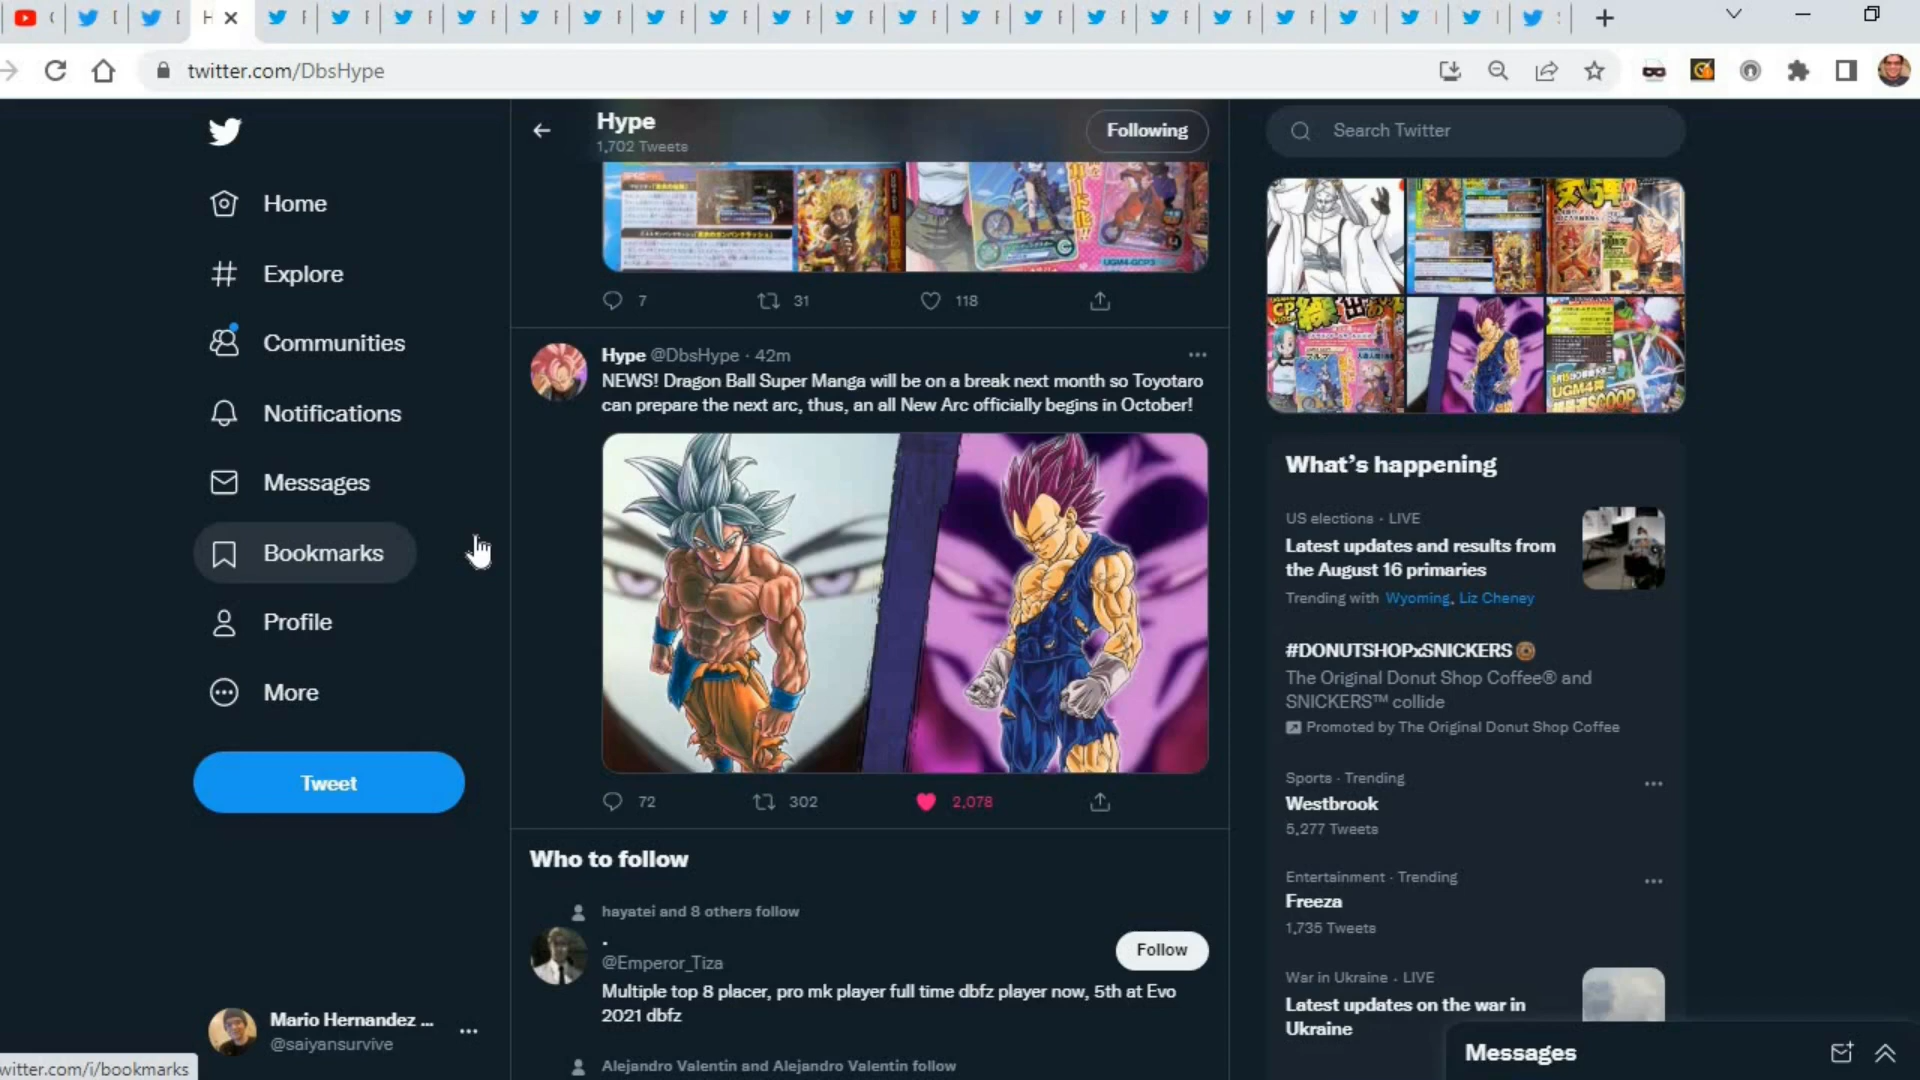 twitter.com/DbsHype
Hype
1,702 Tweets
Following
Search Twitter
Home
Explore
Communities
Notifications
Messages
Bookmarks
Profile
More
Tweet
Mario Hernandez ...
@saiyansurvive
witter.com/i/bookmarks
UGM4-GCP3
7
31
118
Hype @DbsHype · 42m
NEWS! Dragon Ball Super Manga will be on a break next month so Toyotaro
can prepare the next arc, thus, an all New Arc officially begins in October!
72
302
2,078
Who to follow
hayatei and 8 others follow
.
@Emperor_Tiza
Follow
Multiple top 8 placer, pro mk player full time dbfz player now, 5th at Evo
2021 dbfz
Alejandro Valentin and Alejandro Valentin follow
What's happening
US elections · LIVE
Latest updates and results from
the August 16 primaries
Trending with Wyoming, Liz Cheney
#DONUTSHOPxSNICKERS
The Original Donut Shop Coffee® and
SNICKERS™ collide
Promoted by The Original Donut Shop Coffee
Sports · Trending
Westbrook
5,277 Tweets
Entertainment · Trending
Freeza
1,735 Tweets
War in Ukraine · LIVE
Latest updates on the war in
Ukraine
Messages